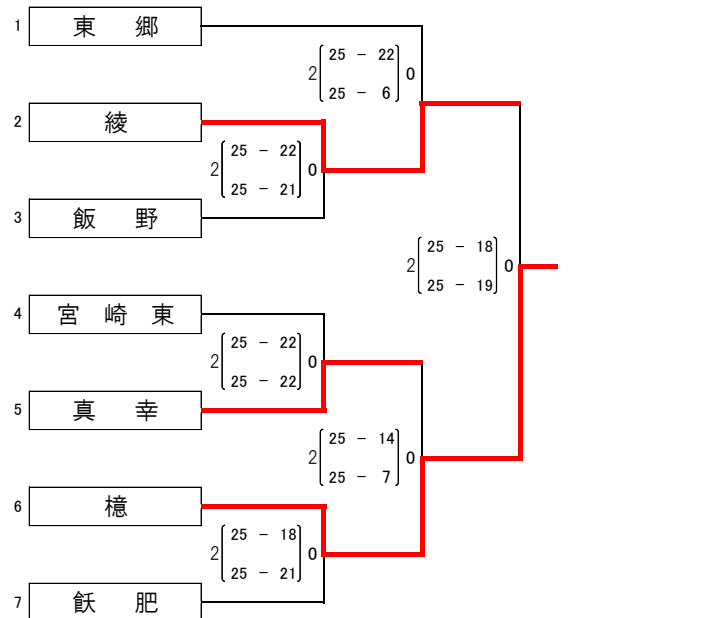 1 東 郷
2 [25 - 22 25 - 6] 0
2 綾
2 [25 - 22 25 - 21] 0
3 飯 野
2 [25 - 18 25 - 19] 0
4 宮 崎 東
2 [25 - 22 25 - 22] 0
5 真 幸
2 [25 - 14 25 - 7] 0
6 檍
2 [25 - 18 25 - 21] 0
7 飫 肥